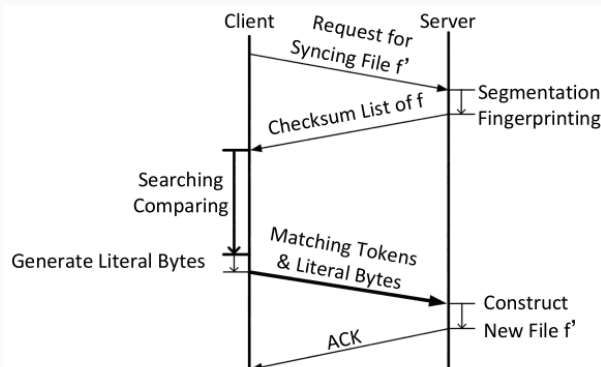 Client
Server
Request for
Syncing File f’
Segmentation
Fingerprinting
Checksum List of f
Searching
Comparing
Matching Tokens
& Literal Bytes
Generate Literal Bytes
Construct
New File f’
ACK